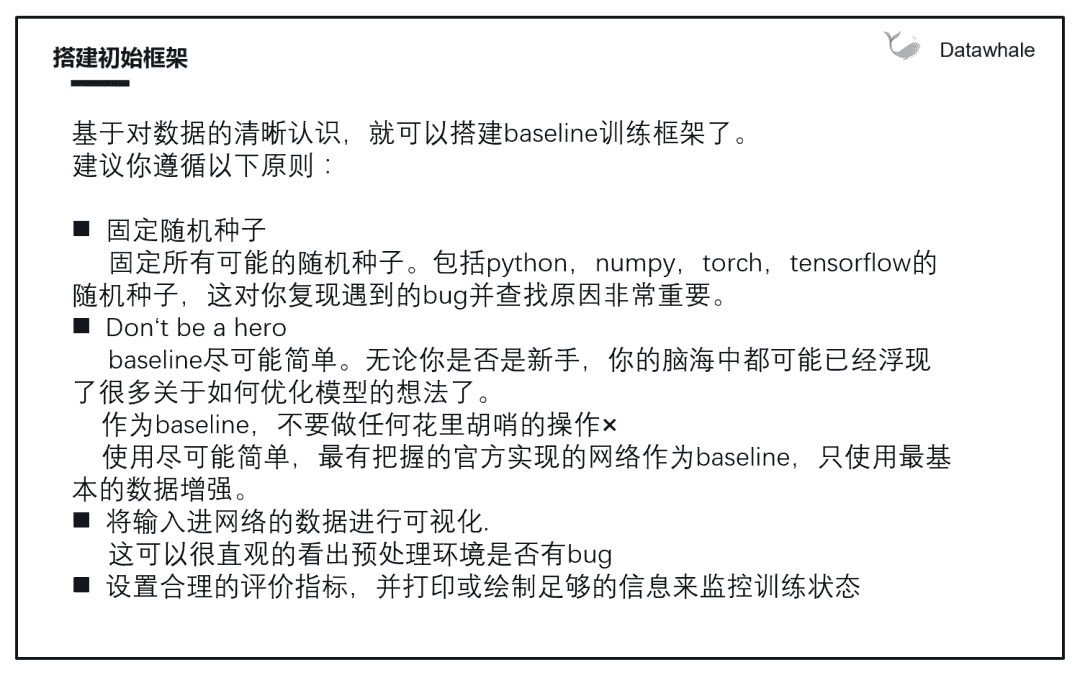 搭建初始框架
Datawhale
基于对数据的清晰认识，就可以搭建baseline训练框架了。
建议你遵循以下原则：
■ 固定随机种子
固定所有可能的随机种子。包括python，numpy，torch，tensorflow的
随机种子，这对你复现遇到的bug并查找原因非常重要。
■ Don‘t be a hero
baseline尽可能简单。无论你是否是新手，你的脑海中都可能已经浮现
了很多关于如何优化模型的想法了。
作为baseline，不要做任何花里胡哨的操作×
使用尽可能简单，最有把握的官方实现的网络作为baseline，只使用最基
本的数据增强。
■ 将输入进网络的数据进行可视化.
这可以很直观的看出预处理环境是否有bug
■ 设置合理的评价指标，并打印或绘制足够的信息来监控训练状态